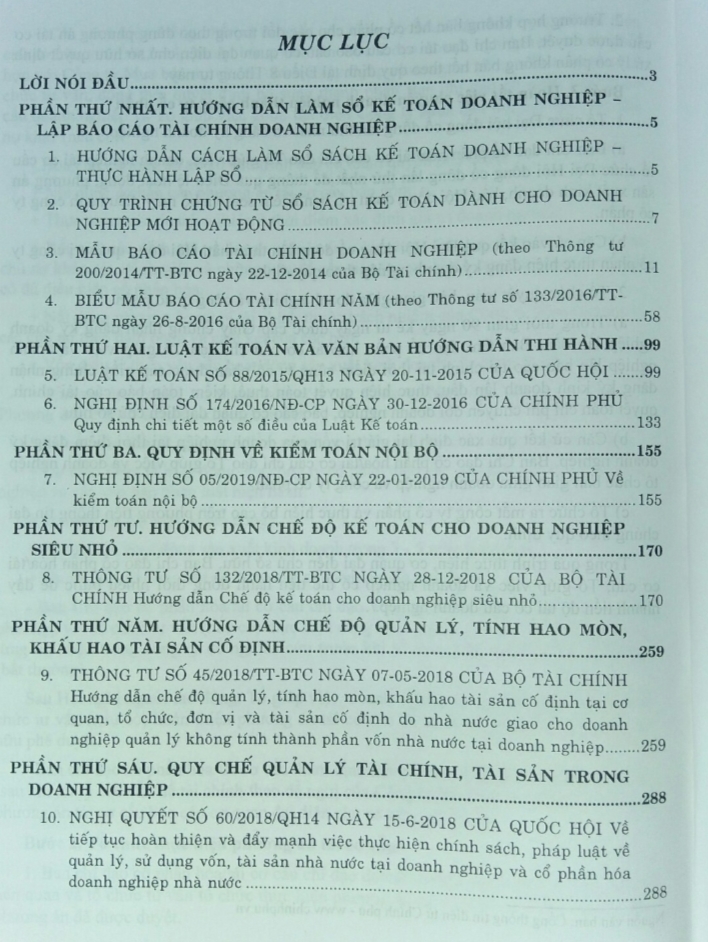 MỤC LỤC
LỜI NÓI ĐẦU....3
PHẦN THỨ NHẤT. HƯỚNG DẪN LÀM SỔ KẾ TOÁN DOANH NGHIỆP –
LẬP BÁO CÁO TÀI CHÍNH DOANH NGHIỆP....5
1. HƯỚNG DẪN CÁCH LÀM SỔ SÁCH KẾ TOÁN DOANH NGHIỆP –
THỰC HÀNH LẬP SỔ....5
2. QUY TRÌNH CHỨNG TỪ SỔ SÁCH KẾ TOÁN DÀNH CHO DOANH
NGHIỆP MỚI HOẠT ĐỘNG....7
3. MẪU BÁO CÁO TÀI CHÍNH DOANH NGHIỆP (theo Thông tư
200/2014/TT-BTC ngày 22-12-2014 của Bộ Tài chính)....11
4. BIỂU MẪU BÁO CÁO TÀI CHÍNH NĂM (theo Thông tư số 133/2016/TT-
BTC ngày 26-8-2016 của Bộ Tài chính)....58
PHẦN THỨ HAI. LUẬT KẾ TOÁN VÀ VĂN BẢN HƯỚNG DẪN THI HÀNH.....99
5. LUẬT KẾ TOÁN SỐ 88/2015/QH13 NGÀY 20-11-2015 CỦA QUỐC HỘI....99
6. NGHỊ ĐỊNH SỐ 174/2016/NĐ-CP NGÀY 30-12-2016 CỦA CHÍNH PHỦ
Quy định chi tiết một số điều của Luật Kế toán....133
PHẦN THỨ BA. QUY ĐỊNH VỀ KIỂM TOÁN NỘI BỘ....155
7. NGHỊ ĐỊNH SỐ 05/2019/NĐ-CP NGÀY 22-01-2019 CỦA CHÍNH PHỦ Về
kiểm toán nội bộ....155
PHẦN THỨ TƯ. HƯỚNG DẪN CHẾ ĐỘ KẾ TOÁN CHO DOANH NGHIỆP
SIÊU NHỎ....170
8. THÔNG TƯ SỐ 132/2018/TT-BTC NGÀY 28-12-2018 CỦA BỘ TÀI
CHÍNH Hướng dẫn Chế độ kế toán cho doanh nghiệp siêu nhỏ....170
PHẦN THỨ NĂM. HƯỚNG DẪN CHẾ ĐỘ QUẢN LÝ, TÍNH HAO MÒN,
KHẤU HAO TÀI SẢN CỐ ĐỊNH....259
9. THÔNG TƯ SỐ 45/2018/TT-BTC NGÀY 07-05-2018 CỦA BỘ TÀI CHÍNH
Hướng dẫn chế độ quản lý, tính hao mòn, khấu hao tài sản cố định tại cơ
quan, tổ chức, đơn vị và tài sản cố định do nhà nước giao cho doanh
nghiệp quản lý không tính thành phần vốn nhà nước tại doanh nghiệp....259
PHẦN THỨ SÁU. QUY CHẾ QUẢN LÝ TÀI CHÍNH, TÀI SẢN TRONG
DOANH NGHIỆP....288
10. NGHỊ QUYẾT SỐ 60/2018/QH14 NGÀY 15-6-2018 CỦA QUỐC HỘI Về
tiếp tục hoàn thiện và đẩy mạnh việc thực hiện chính sách, pháp luật về
quản lý, sử dụng vốn, tài sản nhà nước tại doanh nghiệp và cổ phần hóa
doanh nghiệp nhà nước....288